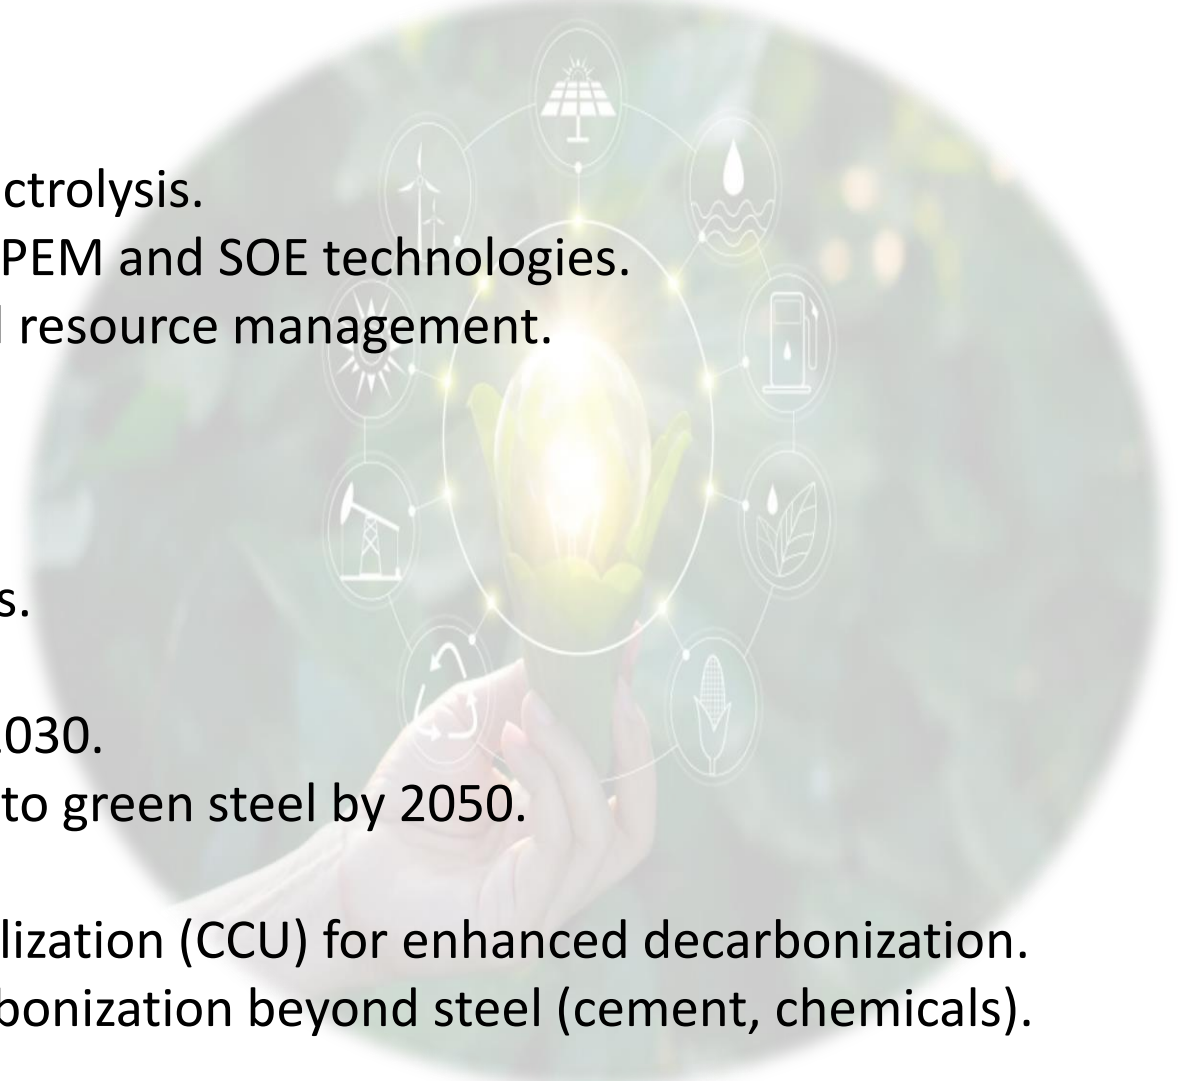 ctrolysis.
PEM and SOE technologies.
resource management.
s.
030.
to green steel by 2050.
lization (CCU) for enhanced decarbonization.
bonization beyond steel (cement, chemicals).